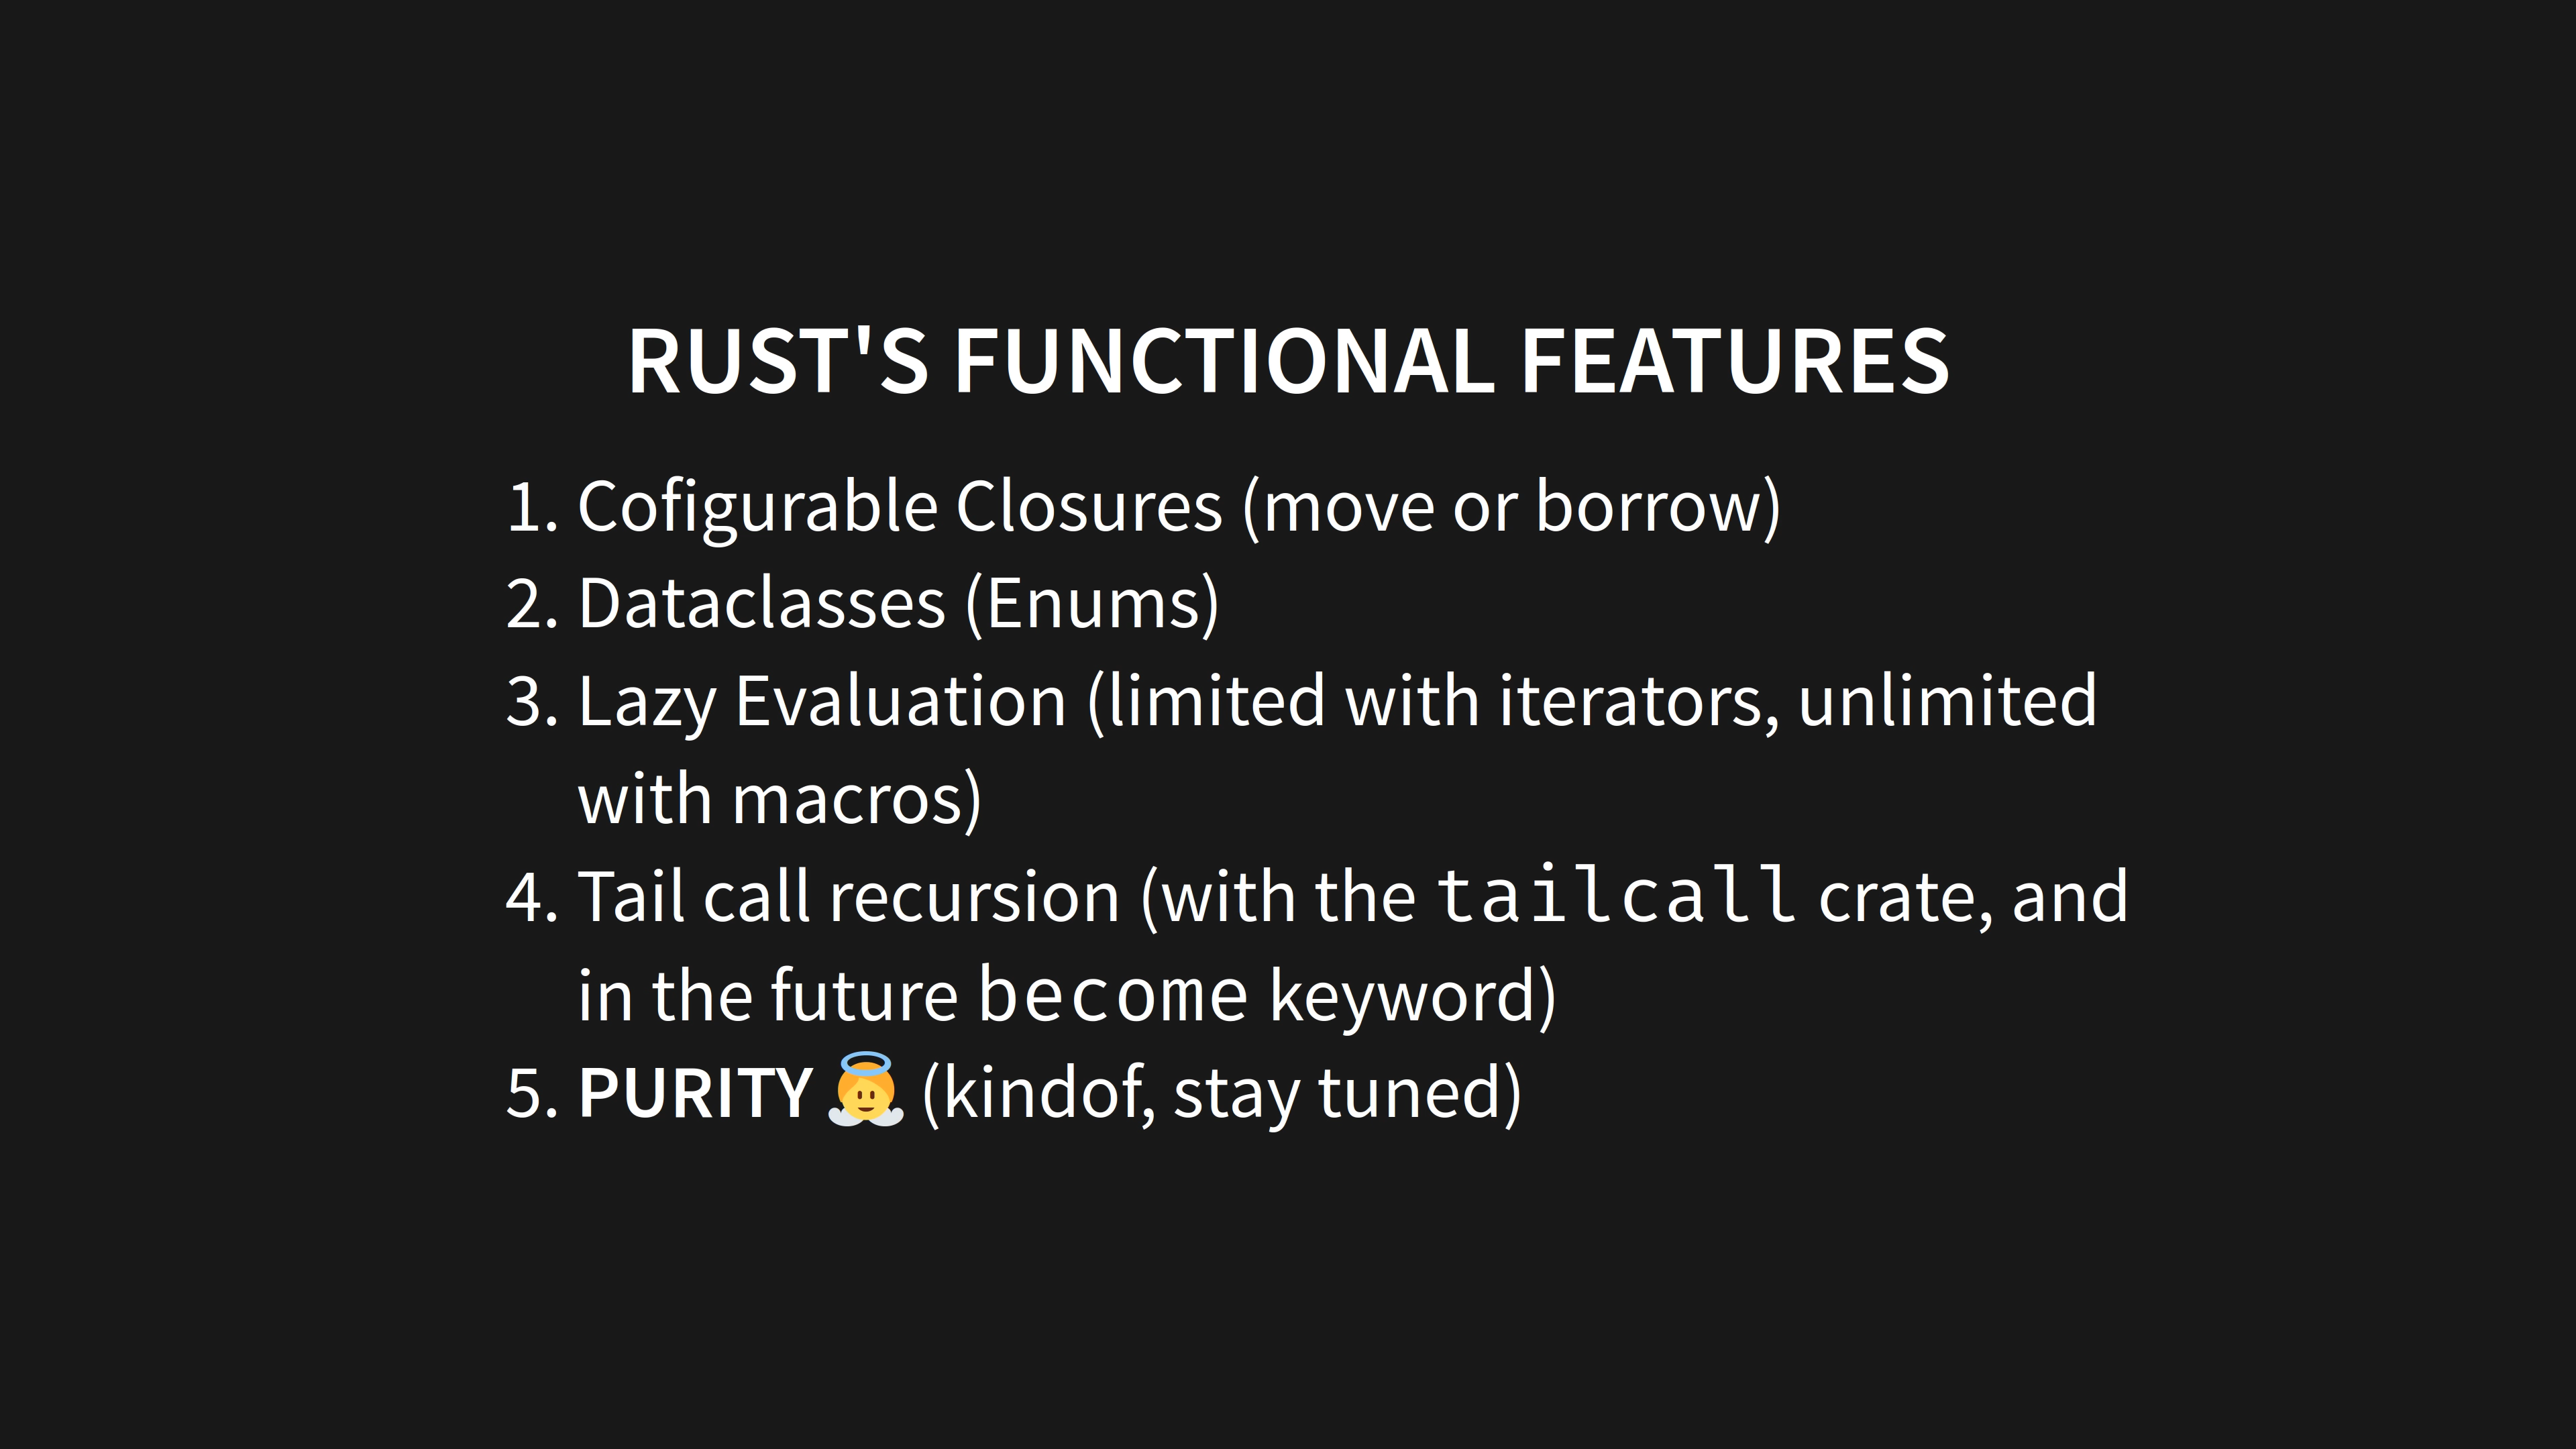 RUST'S FUNCTIONAL FEATURES
1. Cofigurable Closures (move or borrow)
2. Dataclasses (Enums)
3. Lazy Evaluation (limited with iterators, unlimited
with macros)
4. Tail call recursion (with the tailcall crate, and
in the future become keyword)
5. PURITY 👼 (kindof, stay tuned)